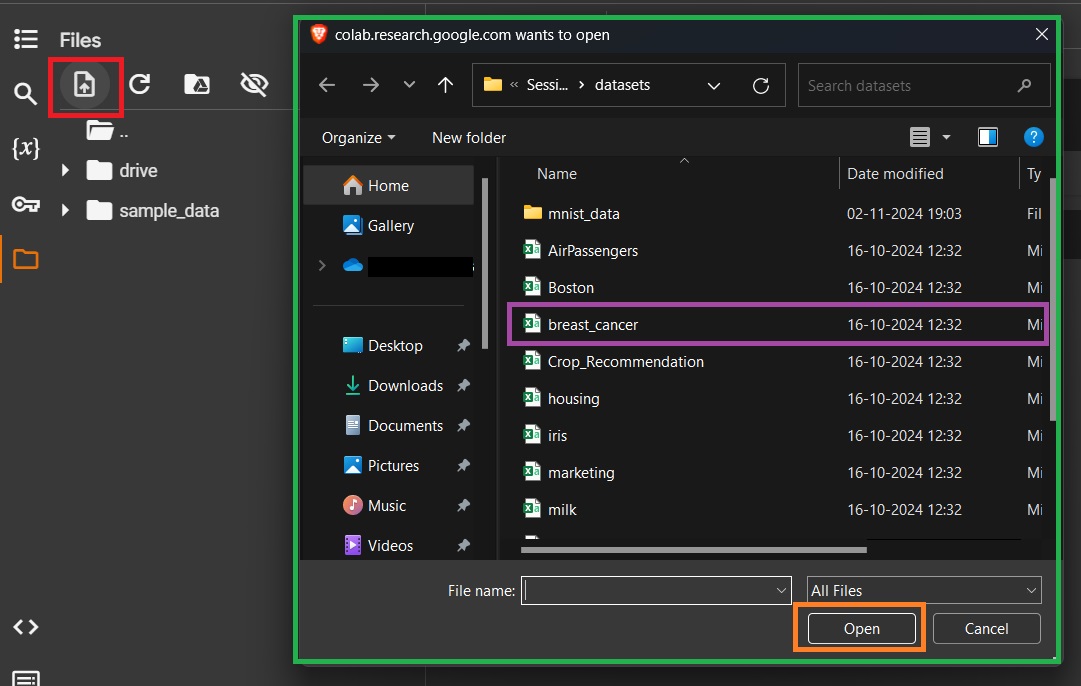 Files
{x}
..
drive
sample_data
colab.research.google.com wants to open
« Sessi... > datasets
Search datasets
Organize
New folder
?
Home
Gallery
Desktop
Downloads
Documents
Pictures
Music
Videos
Name Date modified Ty
mnist_data 02-11-2024 19:03 Fil
AirPassengers 16-10-2024 12:32 Mi
Boston 16-10-2024 12:32 Mi
breast_cancer 16-10-2024 12:32 Mi
Crop_Recommendation 16-10-2024 12:32 Mi
housing 16-10-2024 12:32 Mi
iris 16-10-2024 12:32 Mi
marketing 16-10-2024 12:32 Mi
milk 16-10-2024 12:32 Mi
File name:
All Files
Open
Cancel